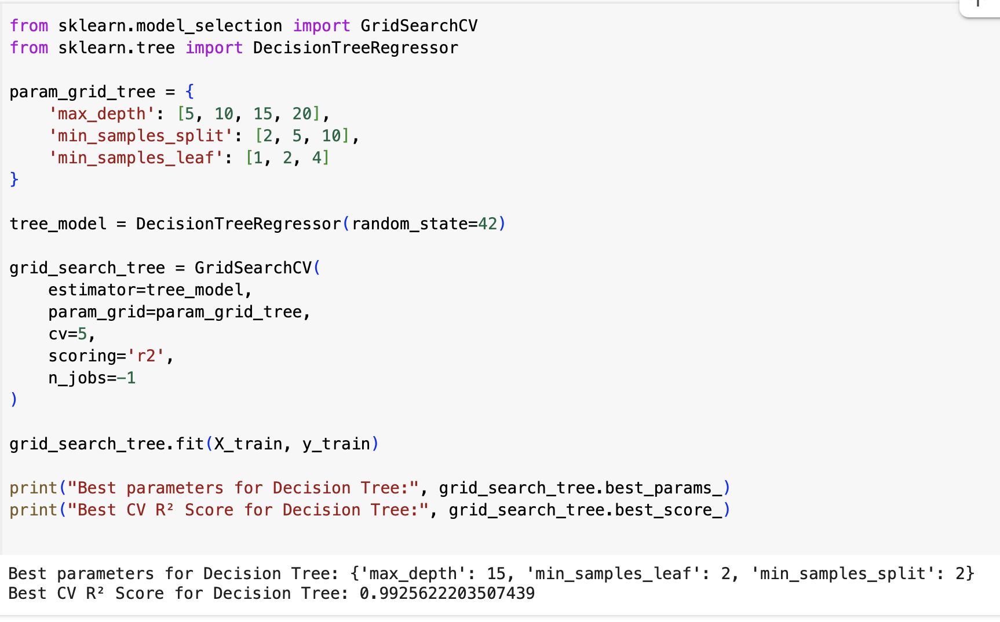 from sklearn.model_selection import GridSearchCV
from sklearn.tree import DecisionTreeRegressor
param_grid_tree = {
    'max_depth': [5, 10, 15, 20],
    'min_samples_split': [2, 5, 10],
    'min_samples_leaf': [1, 2, 4]
}
tree_model = DecisionTreeRegressor(random_state=42)
grid_search_tree = GridSearchCV(
    estimator=tree_model,
    param_grid=param_grid_tree,
    cv=5,
    scoring='r2',
    n_jobs=-1
)
grid_search_tree.fit(X_train, y_train)
print("Best parameters for Decision Tree:", grid_search_tree.best_params_)
print("Best CV R² Score for Decision Tree:", grid_search_tree.best_score_)
Best parameters for Decision Tree: {'max_depth': 15, 'min_samples_leaf': 2, 'min_samples_split': 2}
Best CV R² Score for Decision Tree: 0.9925622203507439